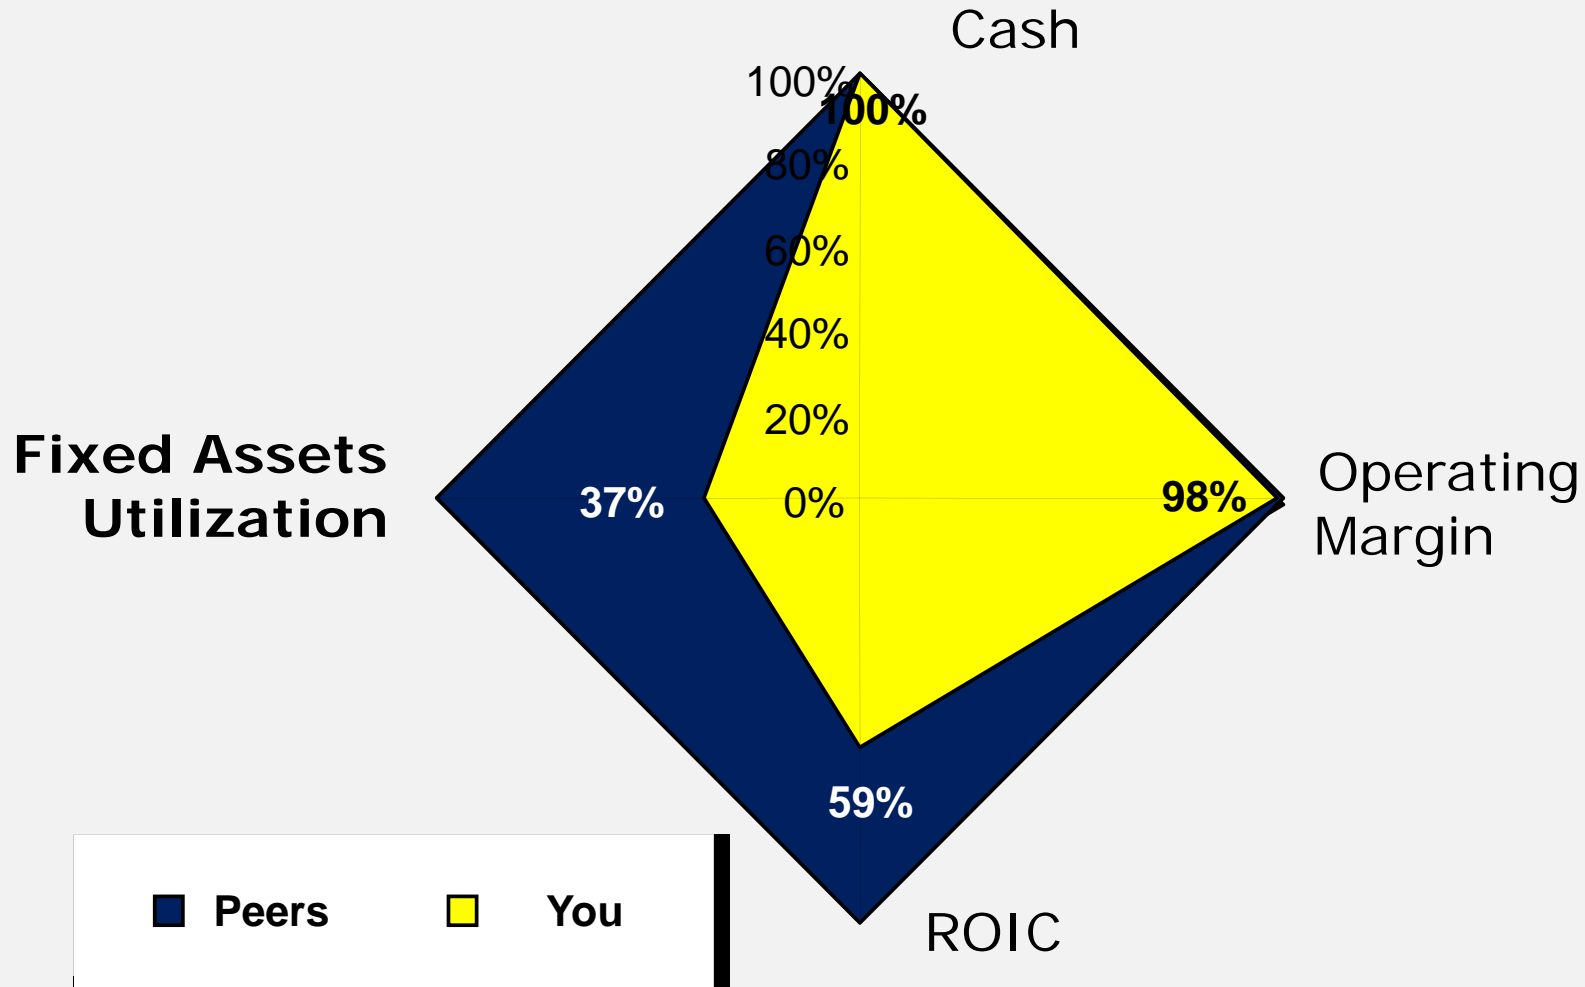 Cash
100%
100%
80%
60%
40%
20%
0%
Fixed Assets
Utilization
37%
98%
Operating
Margin
59%
ROIC
Peers
You